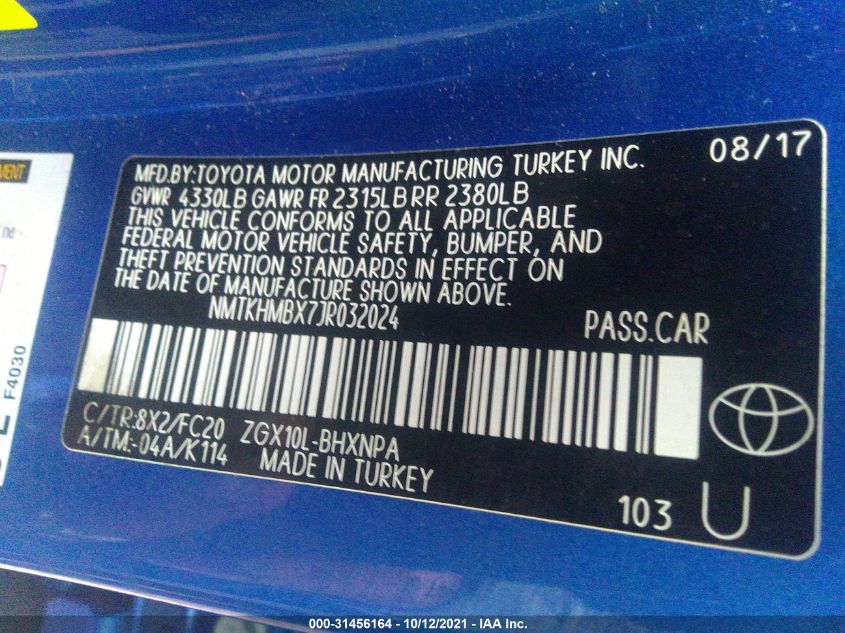 MFD.BY:TOYOTA MOTOR MANUFACTURING TURKEY INC. 08/17
GVWR 4330LB GAWR FR 2315LB RR 2380LB
THIS VEHICLE CONFORMS TO ALL APPLICABLE
FEDERAL MOTOR VEHICLE SAFETY, BUMPER, AND
THEFT PREVENTION STANDARDS IN EFFECT ON
THE DATE OF MANUFACTURE SHOWN ABOVE.
NMTKHMBX7JR032024 PASS.CAR
C/TR:8X2/FC20 ZGX10L-BHXNPA
A/TM:-04A/K114 MADE IN TURKEY
103 U
F4030
000-31456164 - 10/12/2021 - IAA Inc.